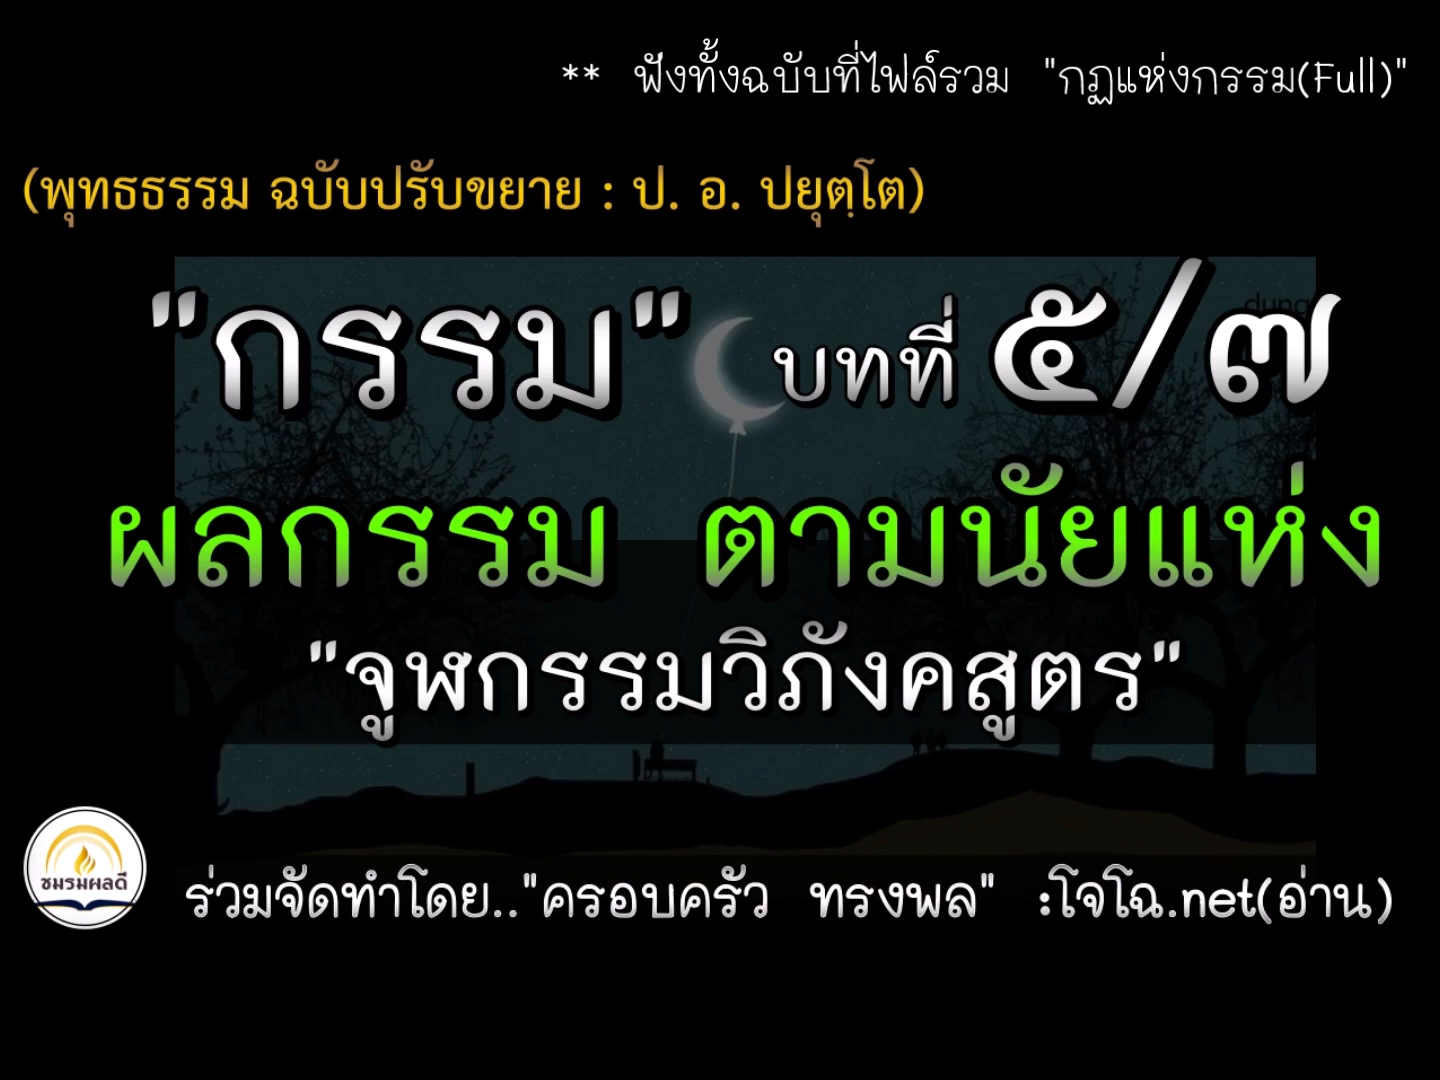 ** ฟังทั้งฉบับที่ไฟล์รวม "กฏแห่งกรรม(Full)"
(พุทธธรรม ฉบับปรับขยาย : ป. อ. ปยุตฺโต)
"กรรม" บทที่ ๕/๗
ผลกรรม ตามนัยแห่ง
"จูฬกรรมวิภังคสูตร"
ชมรมผลดี
ร่วมจัดทำโดย.."ครอบครัว ทรงพล" :โจโฉ.net(อ่าน)